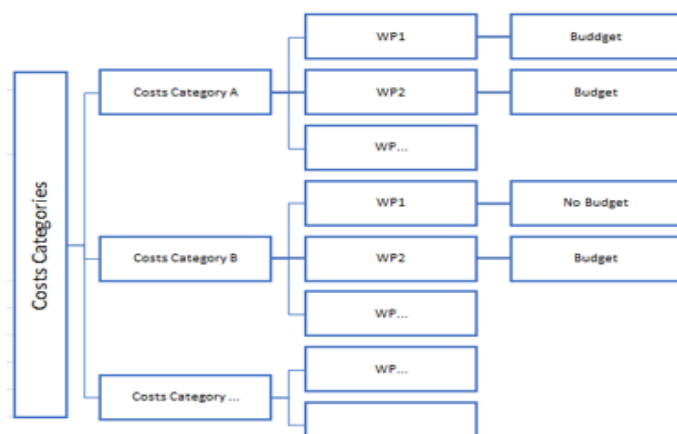 Costs Categories
Costs Category A
WP1
Buddget
WP2
Budget
WP...
Costs Category B
WP1
No Budget
WP2
Budget
WP...
Costs Category ...
WP...